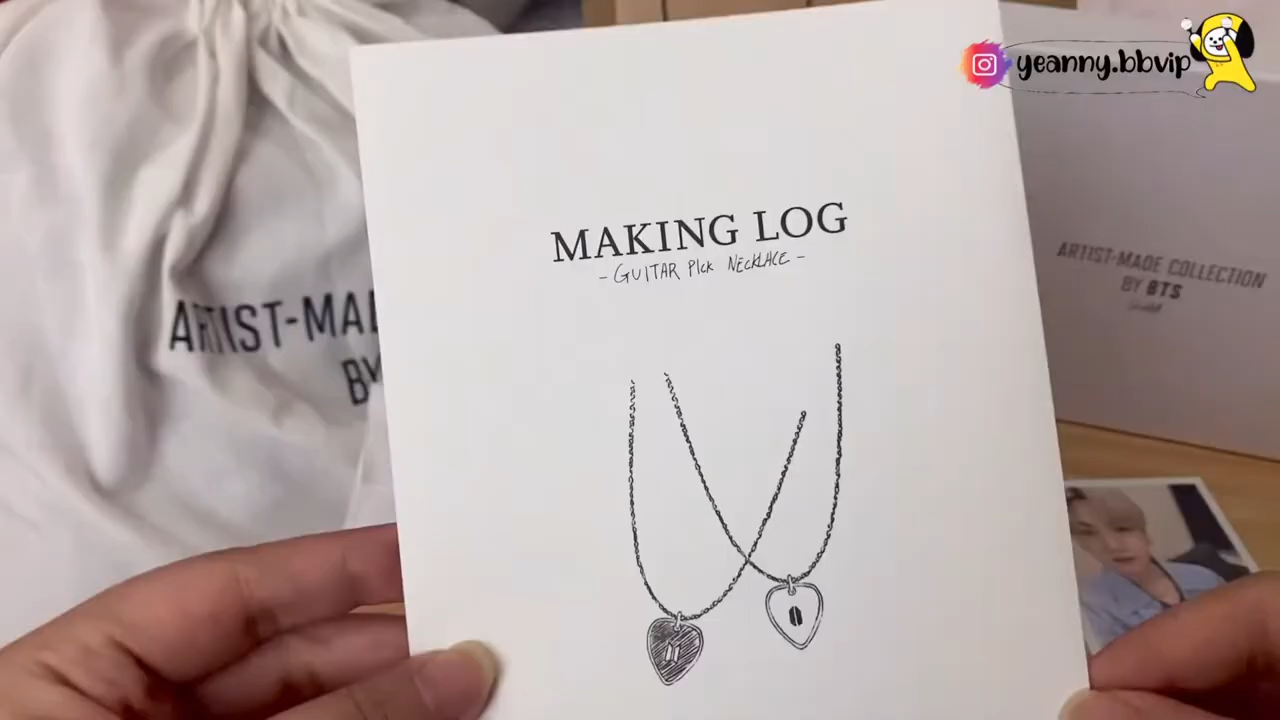 yeanny.bbvip
MAKING LOG
- GUITAR PICK NECKLACE -
ARTIST-MADE COLLECTION
BY BTS
ARTIST-MA
BY